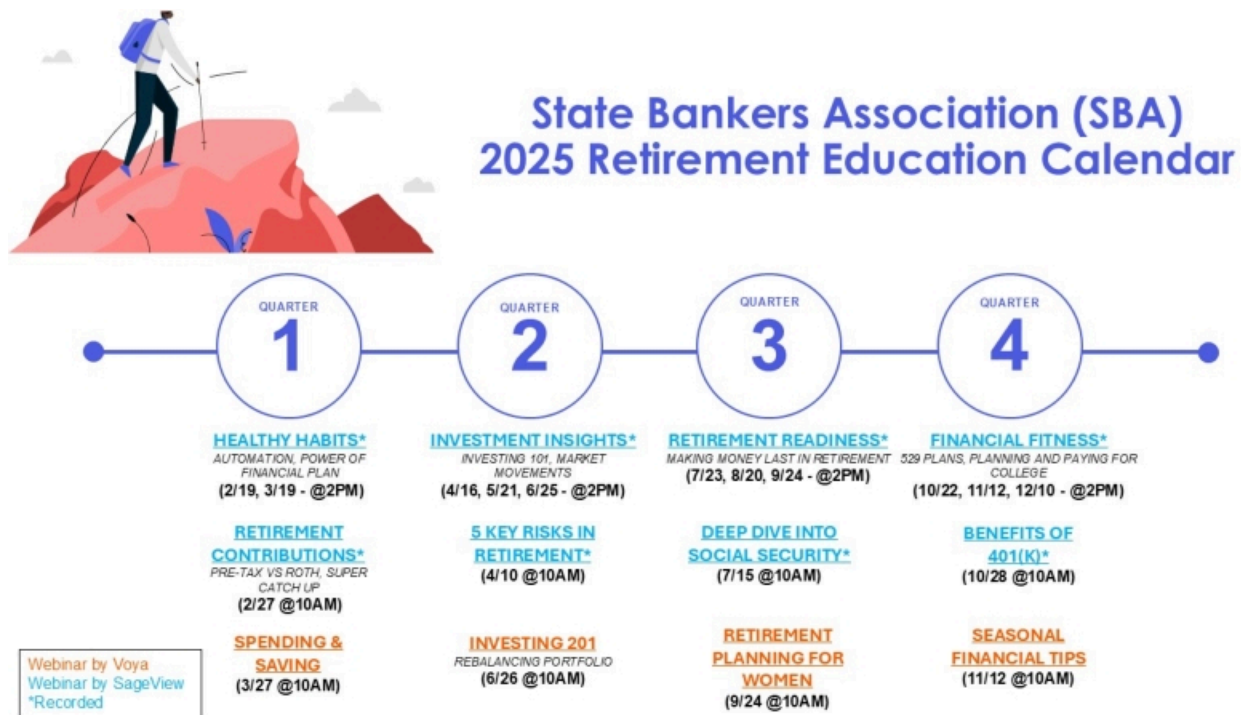 State Bankers Association (SBA)
2025 Retirement Education Calendar
QUARTER
1
HEALTHY HABITS*
AUTOMATION, POWER OF
FINANCIAL PLAN
(2/19, 3/19 - @2PM)
RETIREMENT
CONTRIBUTIONS*
PRE-TAX VS ROTH, SUPER
CATCH UP
(2/27 @10AM)
SPENDING &
SAVING
(3/27 @10AM)
QUARTER
2
INVESTMENT INSIGHTS*
INVESTING 101, MARKET
MOVEMENTS
(4/16, 5/21, 6/25 - @2PM)
5 KEY RISKS IN
RETIREMENT*
(4/10 @10AM)
INVESTING 201
REBALANCING PORTFOLIO
(6/26 @10AM)
QUARTER
3
RETIREMENT READINESS*
MAKING MONEY LAST IN RETIREMENT
(7/23, 8/20, 9/24 - @2PM)
DEEP DIVE INTO
SOCIAL SECURITY*
(7/15 @10AM)
RETIREMENT
PLANNING FOR
WOMEN
(9/24 @10AM)
QUARTER
4
FINANCIAL FITNESS*
529 PLANS, PLANNING AND PAYING FOR
COLLEGE
(10/22, 11/12, 12/10 - @2PM)
BENEFITS OF
401(K)*
(10/28 @10AM)
SEASONAL
FINANCIAL TIPS
(11/12 @10AM)
Webinar by Voya
Webinar by SageView
*Recorded